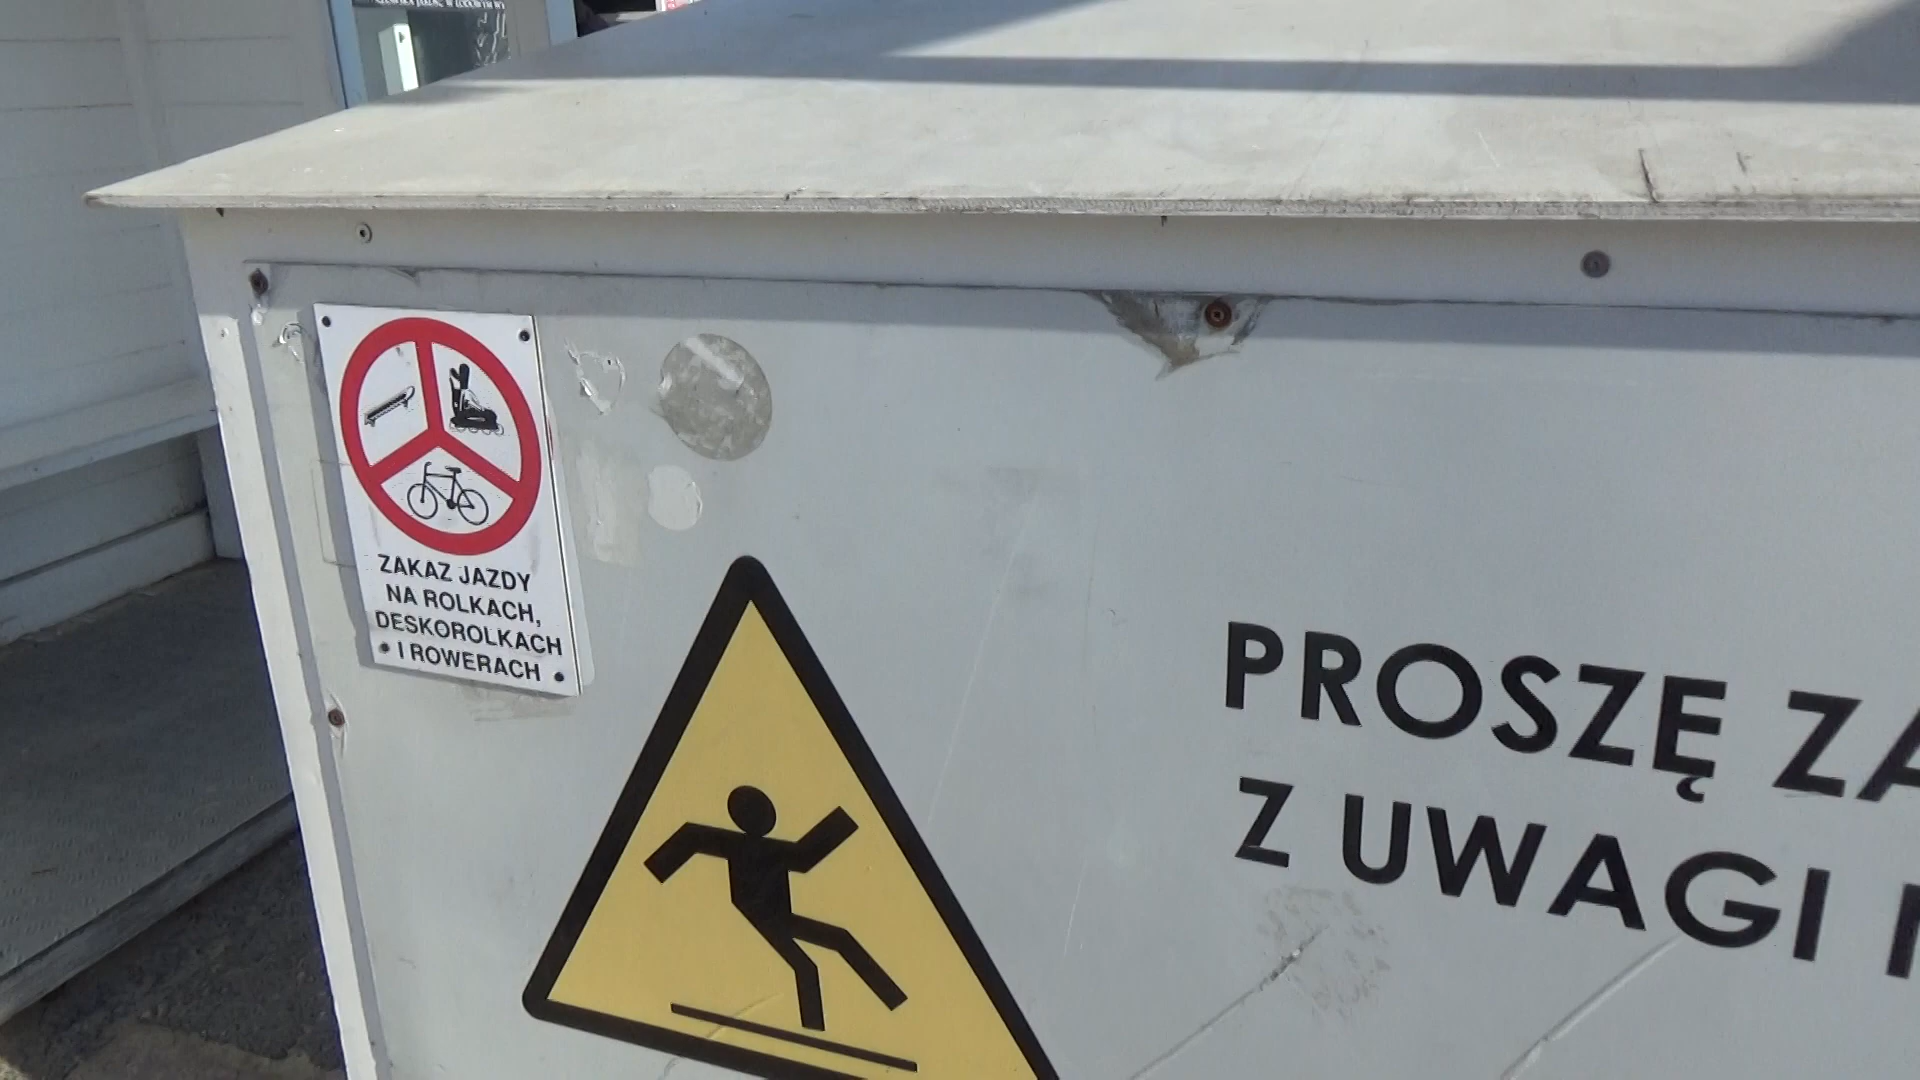 ZAKAZ JAZDY
NA ROLKACH,
DESKOROLKACH
I ROWERACH
PROSZĘ ZA
Z UWAGI